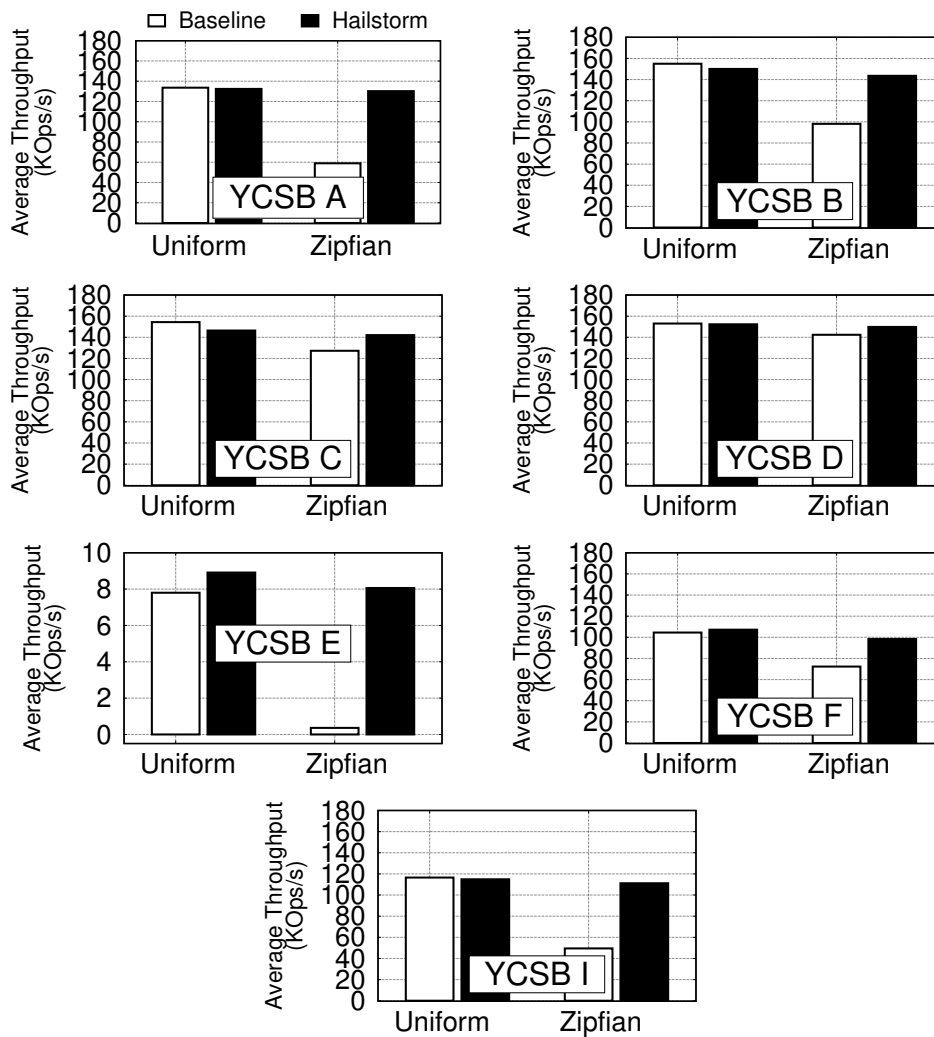 Baseline Hailstorm
Average Throughput
(KOps/s)
180
160
140
120
100
80
60
40
20
0
YCSB A
Uniform Zipfian
Average Throughput
(KOps/s)
180
160
140
120
100
80
60
40
20
0
YCSB B
Uniform Zipfian
Average Throughput
(KOps/s)
180
160
140
120
100
80
60
40
20
0
YCSB C
Uniform Zipfian
Average Throughput
(KOps/s)
180
160
140
120
100
80
60
40
20
0
YCSB D
Uniform Zipfian
Average Throughput
(KOps/s)
10
8
6
4
2
0
YCSB E
Uniform Zipfian
Average Throughput
(KOps/s)
180
160
140
120
100
80
60
40
20
0
YCSB F
Uniform Zipfian
Average Throughput
(KOps/s)
180
160
140
120
100
80
60
40
20
0
YCSB I
Uniform Zipfian